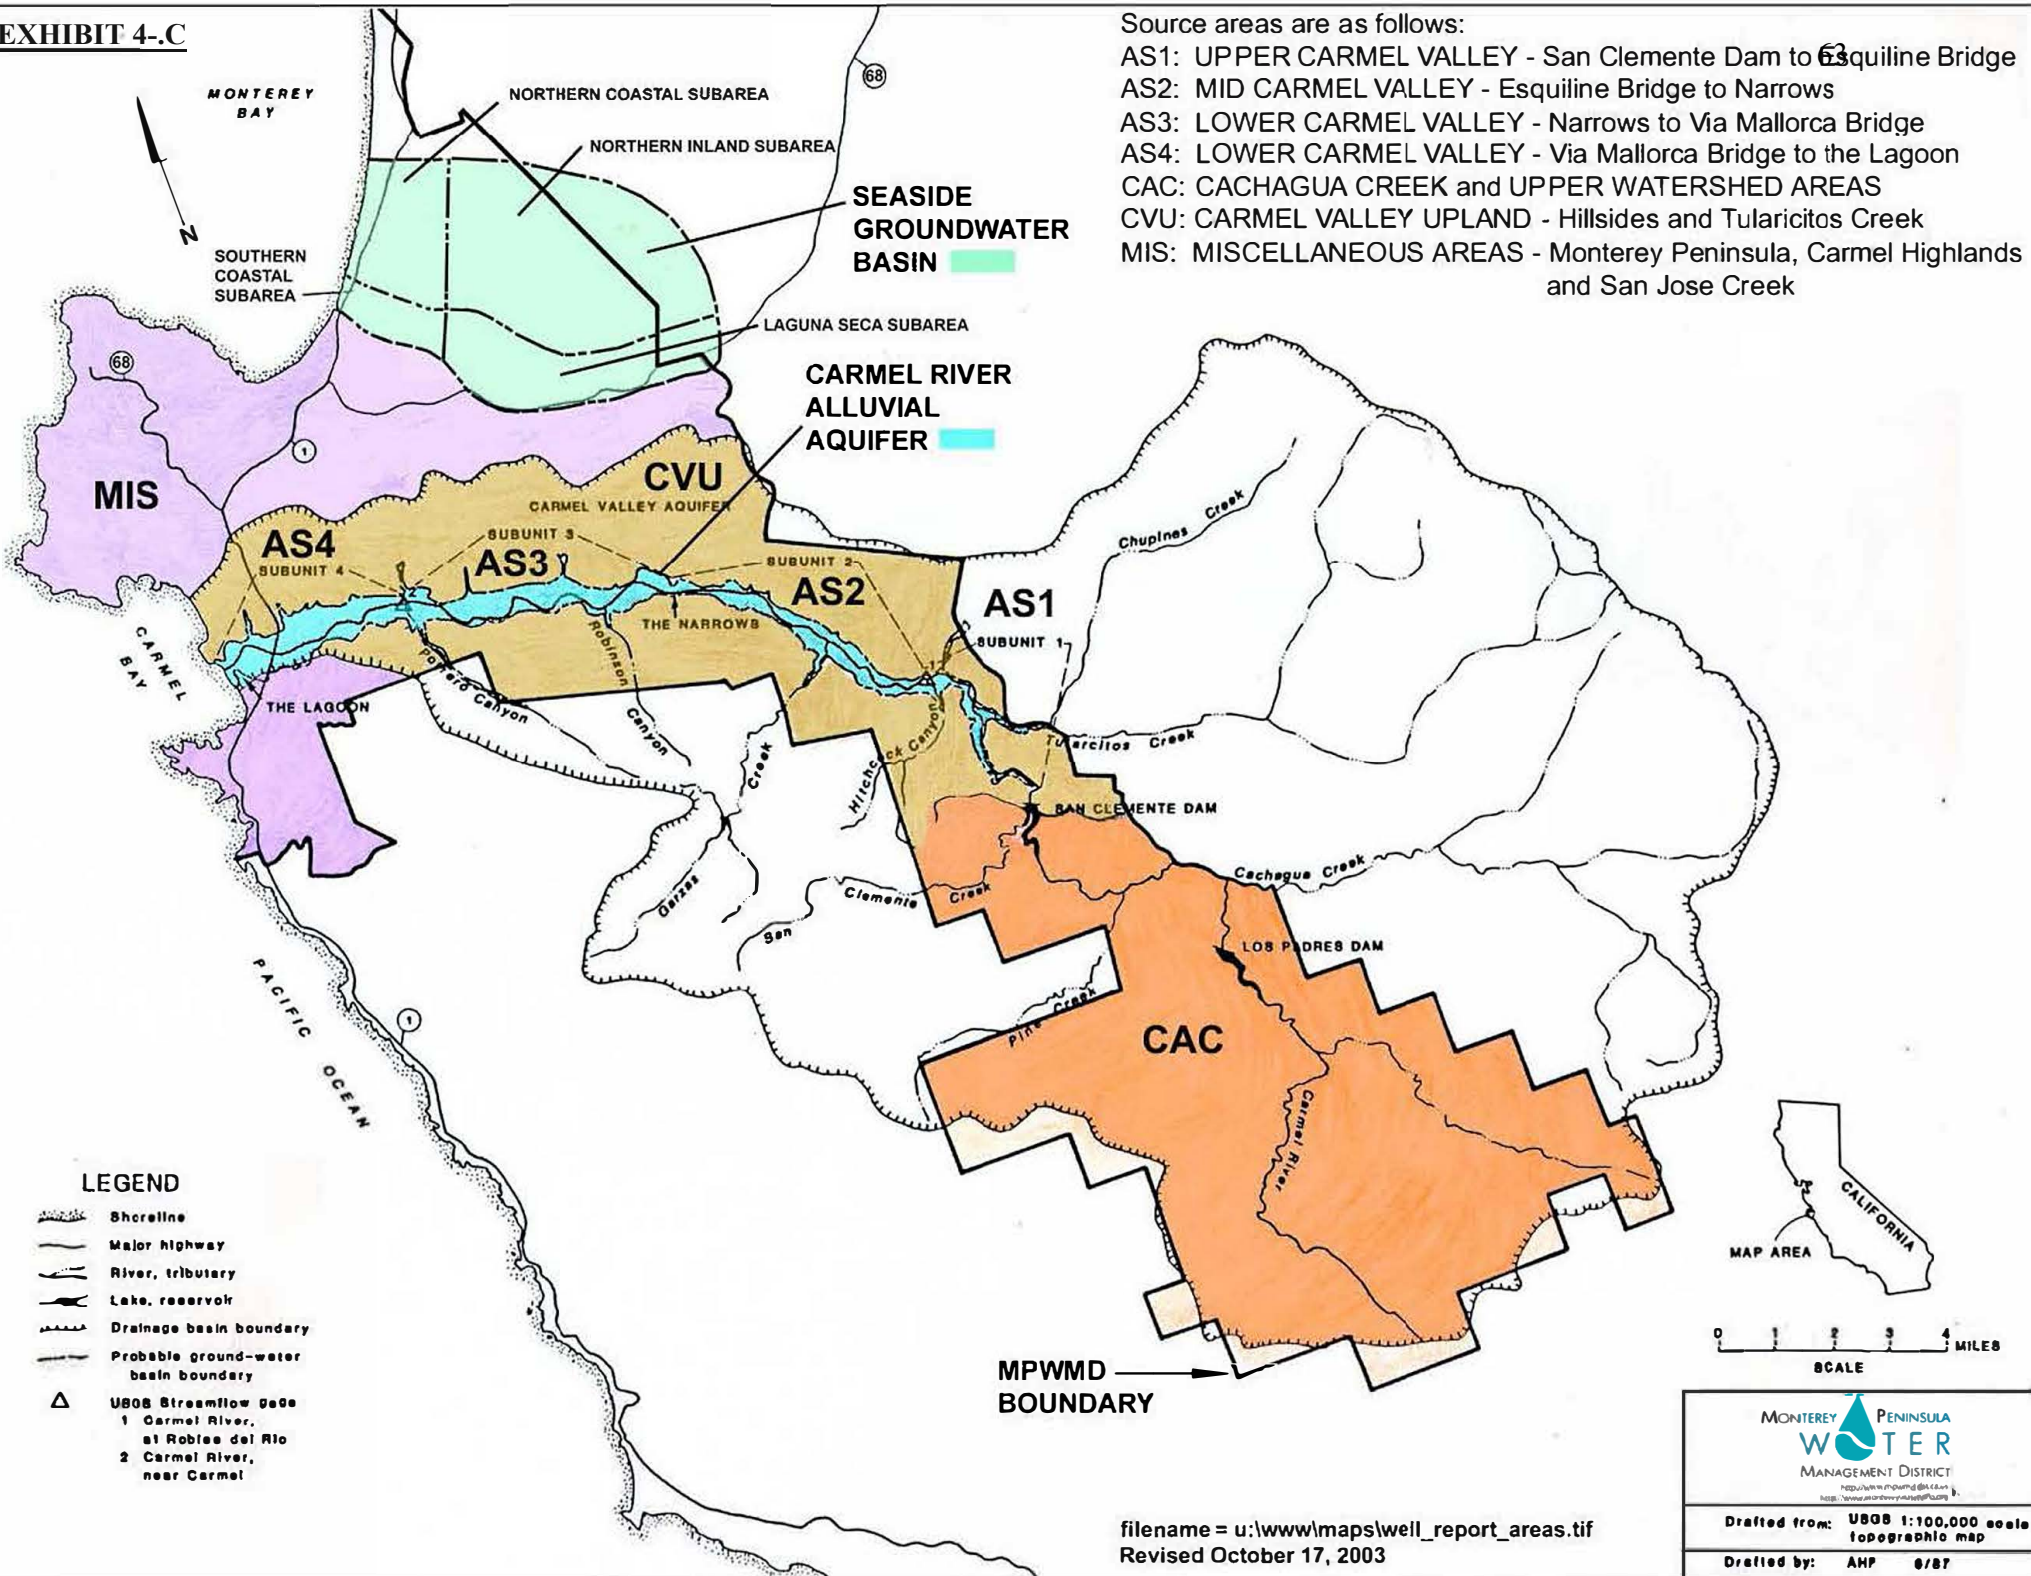 EXHIBIT 4-.C
63
Source areas are as follows:
AS1: UPPER CARMEL VALLEY - San Clemente Dam to Esquiline Bridge
AS2: MID CARMEL VALLEY - Esquiline Bridge to Narrows
AS3: LOWER CARMEL VALLEY - Narrows to Via Mallorca Bridge
AS4: LOWER CARMEL VALLEY - Via Mallorca Bridge to the Lagoon
CAC: CACHAGUA CREEK and UPPER WATERSHED AREAS
CVU: CARMEL VALLEY UPLAND - Hillsides and Tularicitos Creek
MIS: MISCELLANEOUS AREAS - Monterey Peninsula, Carmel Highlands
and San Jose Creek
MONTEREY
BAY
N
68
NORTHERN COASTAL SUBAREA
NORTHERN INLAND SUBAREA
SEASIDE
GROUNDWATER
BASIN
SOUTHERN
COASTAL
SUBAREA
LAGUNA SECA SUBAREA
CARMEL RIVER
ALLUVIAL
AQUIFER
68
1
MIS
CVU
CARMEL VALLEY AQUIFER
AS4
SUBUNIT 4
SUBUNIT 3
AS3
SUBUNIT 2
AS2
AS1
SUBUNIT 1
2
1
THE NARROWS
Chupines Creek
CARMEL
BAY
THE LAGOON
Potrero Canyon
Robinson
Canyon
Creek
Garzas
Hitchcock Canyon
Tularcitos Creek
SAN CLEMENTE DAM
San
Clemente
Creek
Cachagua Creek
LOS PADRES DAM
Pine Creek
CAC
Carmel River
PACIFIC OCEAN
1
MPWMD
BOUNDARY
LEGEND
Shoreline
Major highway
River, tributary
Lake, reservoir
Drainage basin boundary
Probable ground-water
basin boundary
USGS Streamflow gage
1 Carmel River,
at Robles del Rio
2 Carmel River,
near Carmel
CALIFORNIA
MAP AREA
0 1 2 3 4 MILES
SCALE
MONTEREY PENINSULA
WATER
MANAGEMENT DISTRICT
Drafted from: USGS 1:100,000 scale
topographic map
Drafted by: AHP 6/87
filename = u:\www\maps\well_report_areas.tif
Revised October 17, 2003